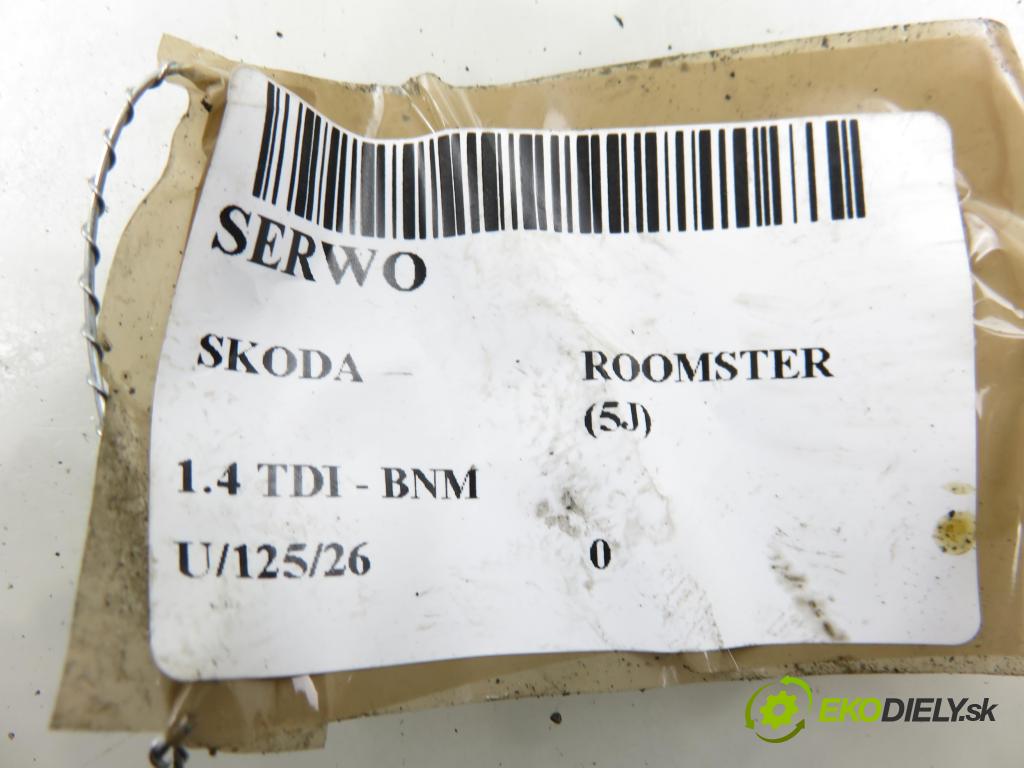 SERWO
SKODA ROOMSTER
(5J)
1.4 TDI - BNM
U/125/26 0
EKODIELY.sk